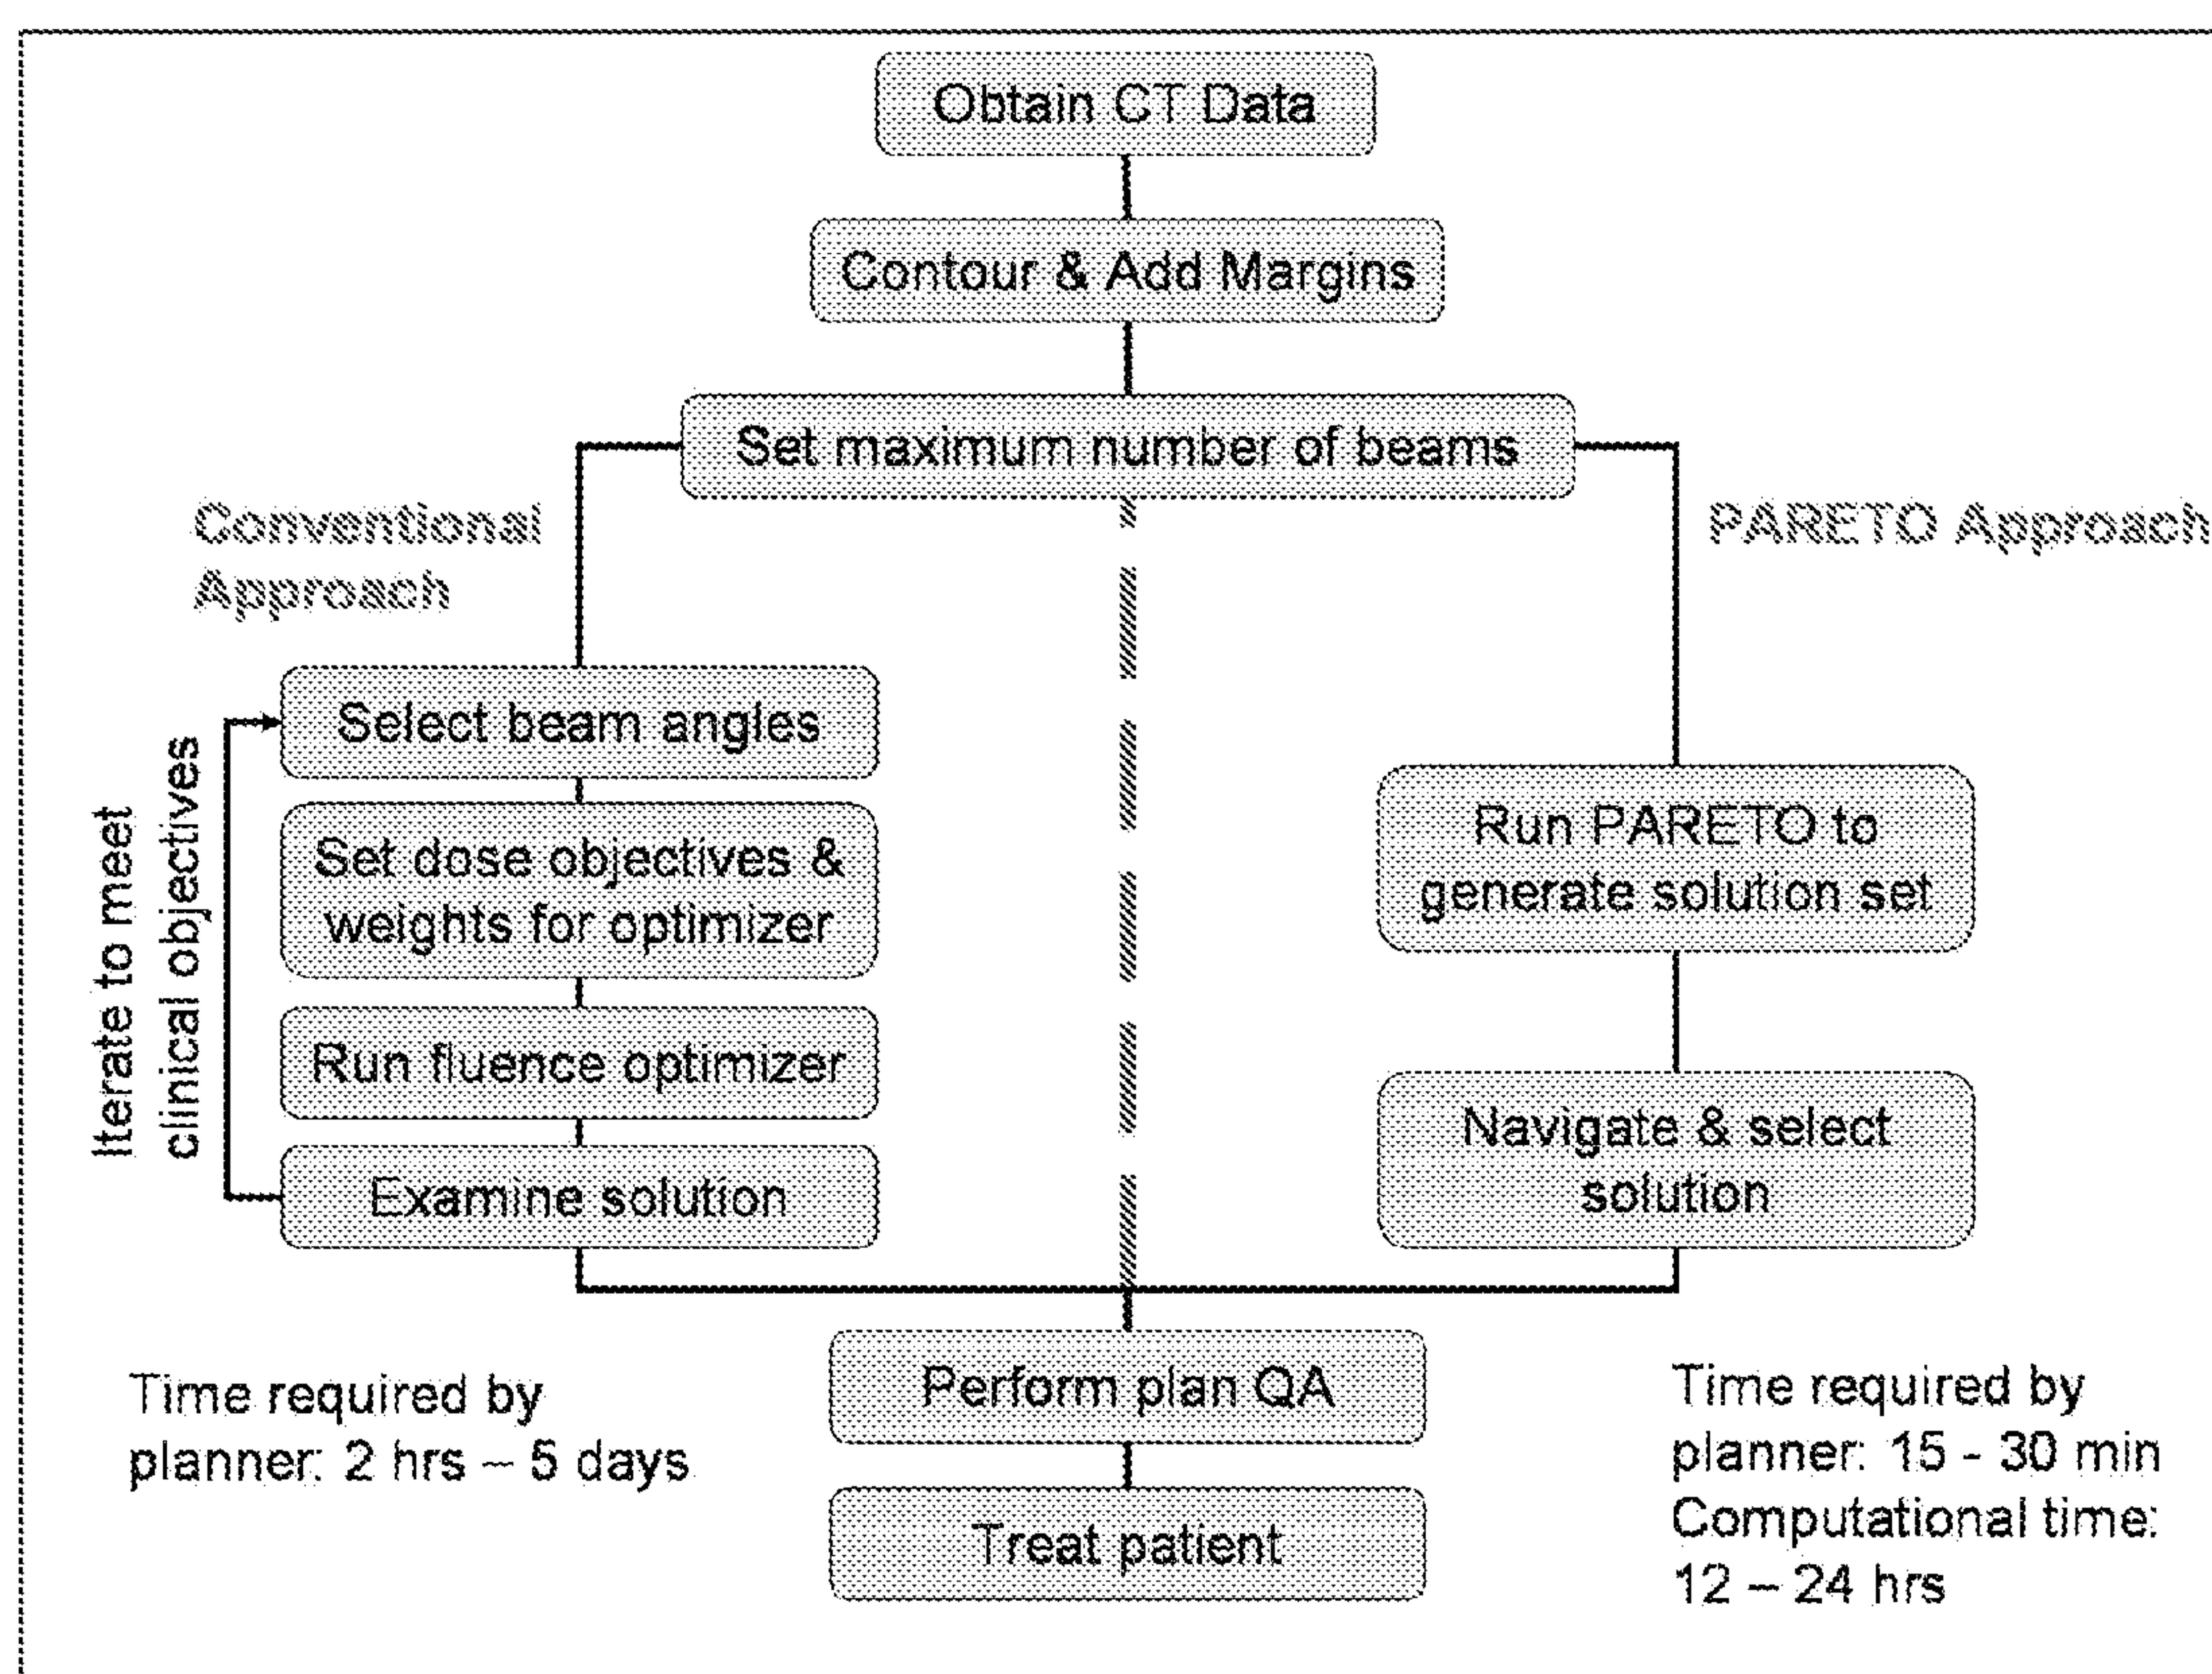 Obtain CT Data
Contour & Add Margins
Set maximum number of beams
Conventional
Approach
PARETO Approach
Iterate to meet
clinical objectives
Select beam angles
Set dose objectives &
weights for optimizer
Run fluence optimizer
Examine solution
Run PARETO to
generate solution set
Navigate & select
solution
Perform plan QA
Treat patient
Time required by
planner: 2 hrs – 5 days
Time required by
planner: 15 - 30 min
Computational time:
12 – 24 hrs